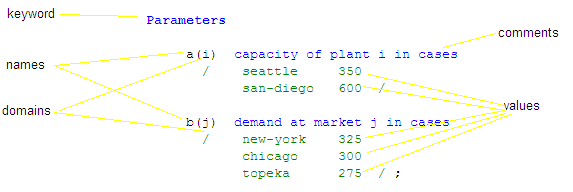 keyword
Parameters
comments
a(i) capacity of plant i in cases
names
/ seattle 350
san-diego 600 /
domains
values
b(j) demand at market j in cases
/ new-york 325
chicago 300
topeka 275 / ;